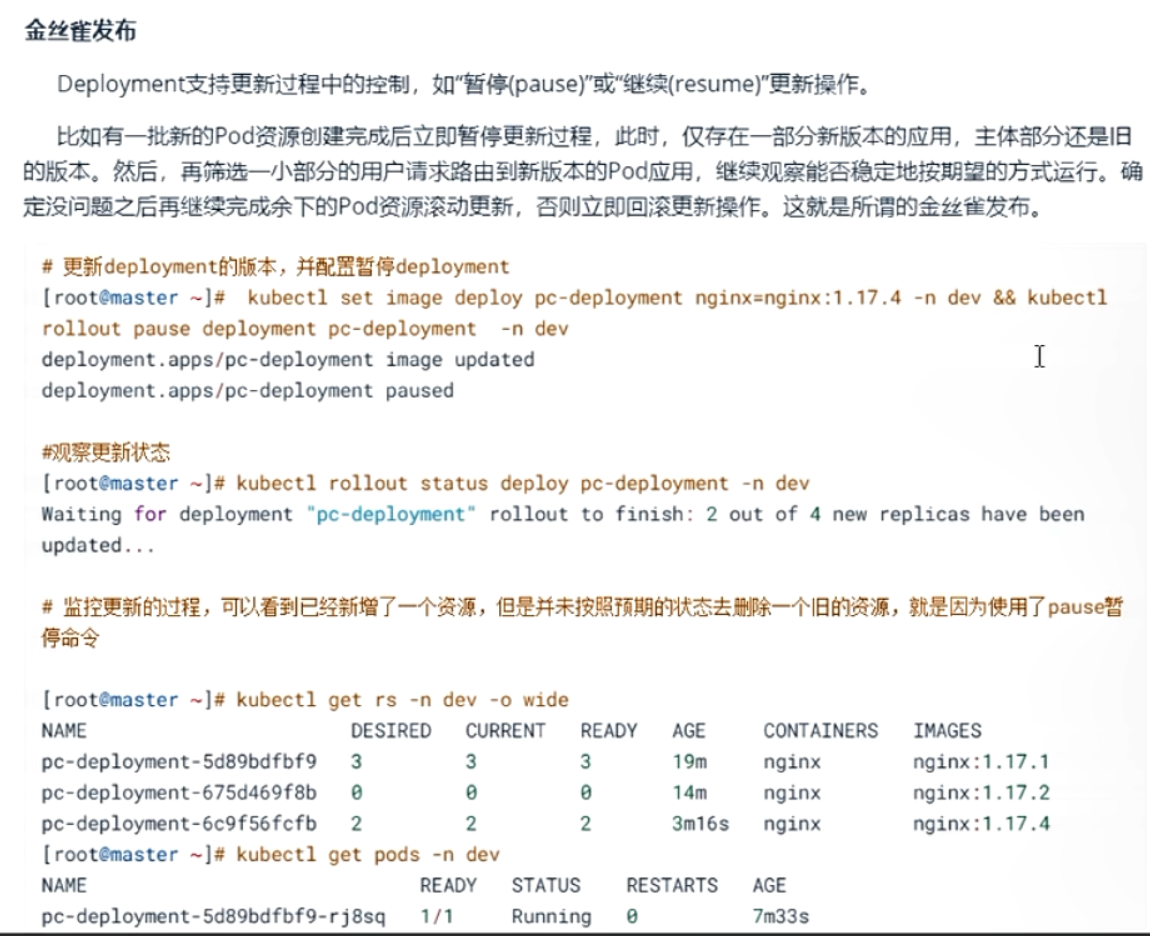 金丝雀发布
Deployment支持更新过程中的控制，如“暂停(pause)”或“继续(resume)”更新操作。
比如有一批新的Pod资源创建完成后立即暂停更新过程，此时，仅存在一部分新版本的应用，主体部分还是旧
的版本。然后，再筛选一小部分的用户请求路由到新版本的Pod应用，继续观察能否稳定地按期望的方式运行。确
定没问题之后再继续完成余下的Pod资源滚动更新，否则立即回滚更新操作。这就是所谓的金丝雀发布。
# 更新deployment的版本，并配置暂停deployment
[root@master ~]#  kubectl set image deploy pc-deployment nginx=nginx:1.17.4 -n dev && kubectl
rollout pause deployment pc-deployment  -n dev
deployment.apps/pc-deployment image updated
deployment.apps/pc-deployment paused
#观察更新状态
[root@master ~]# kubectl rollout status deploy pc-deployment -n dev
Waiting for deployment "pc-deployment" rollout to finish: 2 out of 4 new replicas have been
updated...
# 监控更新的过程，可以看到已经新增了一个资源，但是并未按照预期的状态去删除一个旧的资源，就是因为使用了pause暂
停命令
[root@master ~]# kubectl get rs -n dev -o wide
NAME DESIRED CURRENT READY AGE CONTAINERS IMAGES
pc-deployment-5d89bdfbf9 3 3 3 19m nginx nginx:1.17.1
pc-deployment-675d469f8b 0 0 0 14m nginx nginx:1.17.2
pc-deployment-6c9f56fcfb 2 2 2 3m16s nginx nginx:1.17.4
[root@master ~]# kubectl get pods -n dev
NAME READY STATUS RESTARTS AGE
pc-deployment-5d89bdfbf9-rj8sq 1/1 Running 0 7m33s